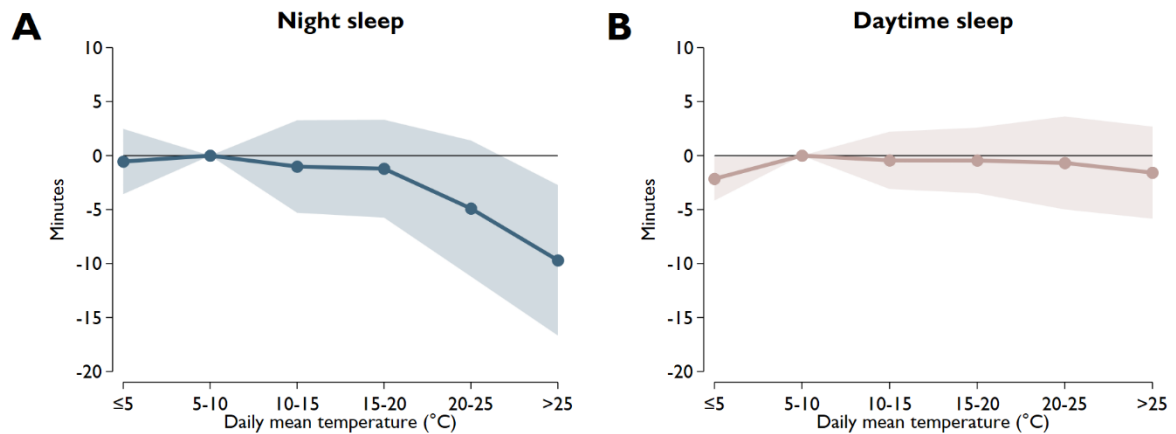 A
Night sleep
10
5
0
-5
-10
-15
-20
Minutes
≤5 5-10 10-15 15-20 20-25 >25
Daily mean temperature (°C)
B
Daytime sleep
10
5
0
-5
-10
-15
-20
Minutes
≤5 5-10 10-15 15-20 20-25 >25
Daily mean temperature (°C)